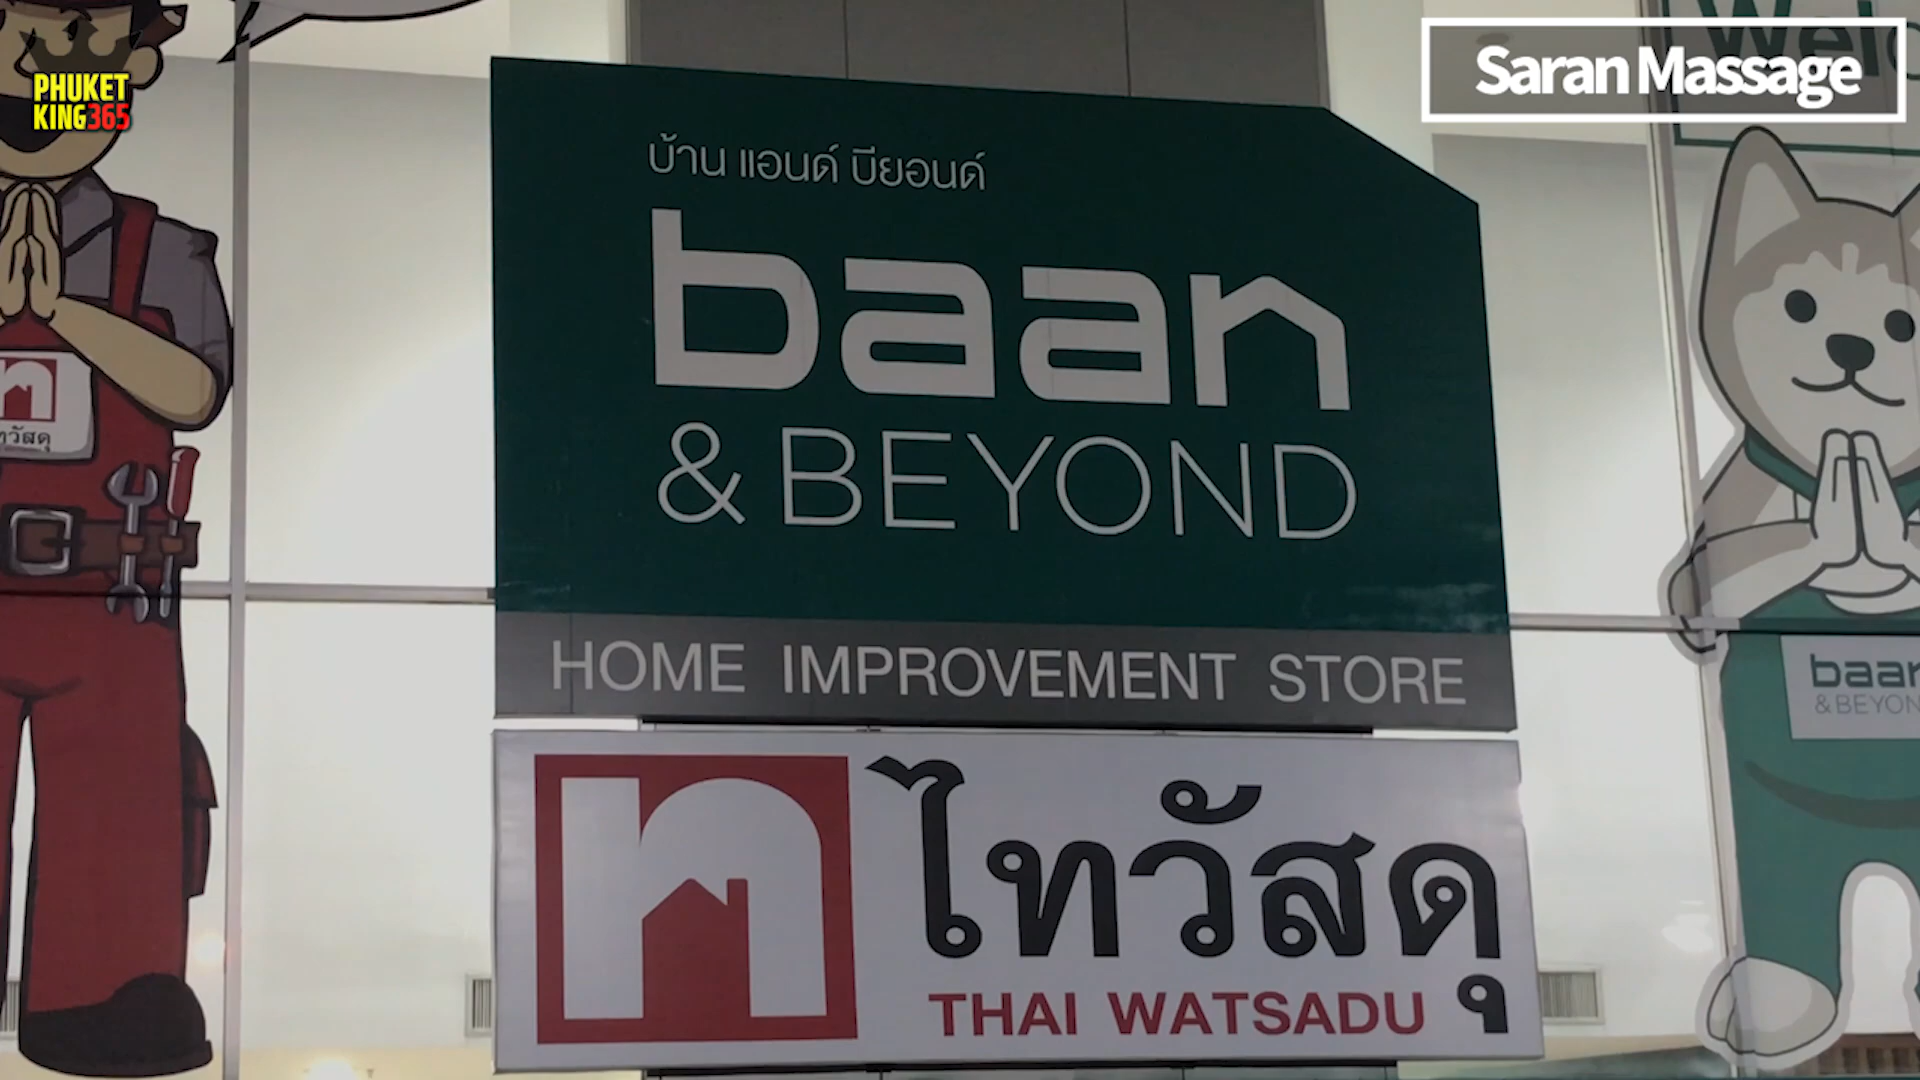 PHUKET
KING365
Saran Massage
บ้าน แอนด์ บียอนด์
baan
& BEYOND
HOME IMPROVEMENT STORE
ไทวัสดุ
THAI WATSADU
baan
& BEYON